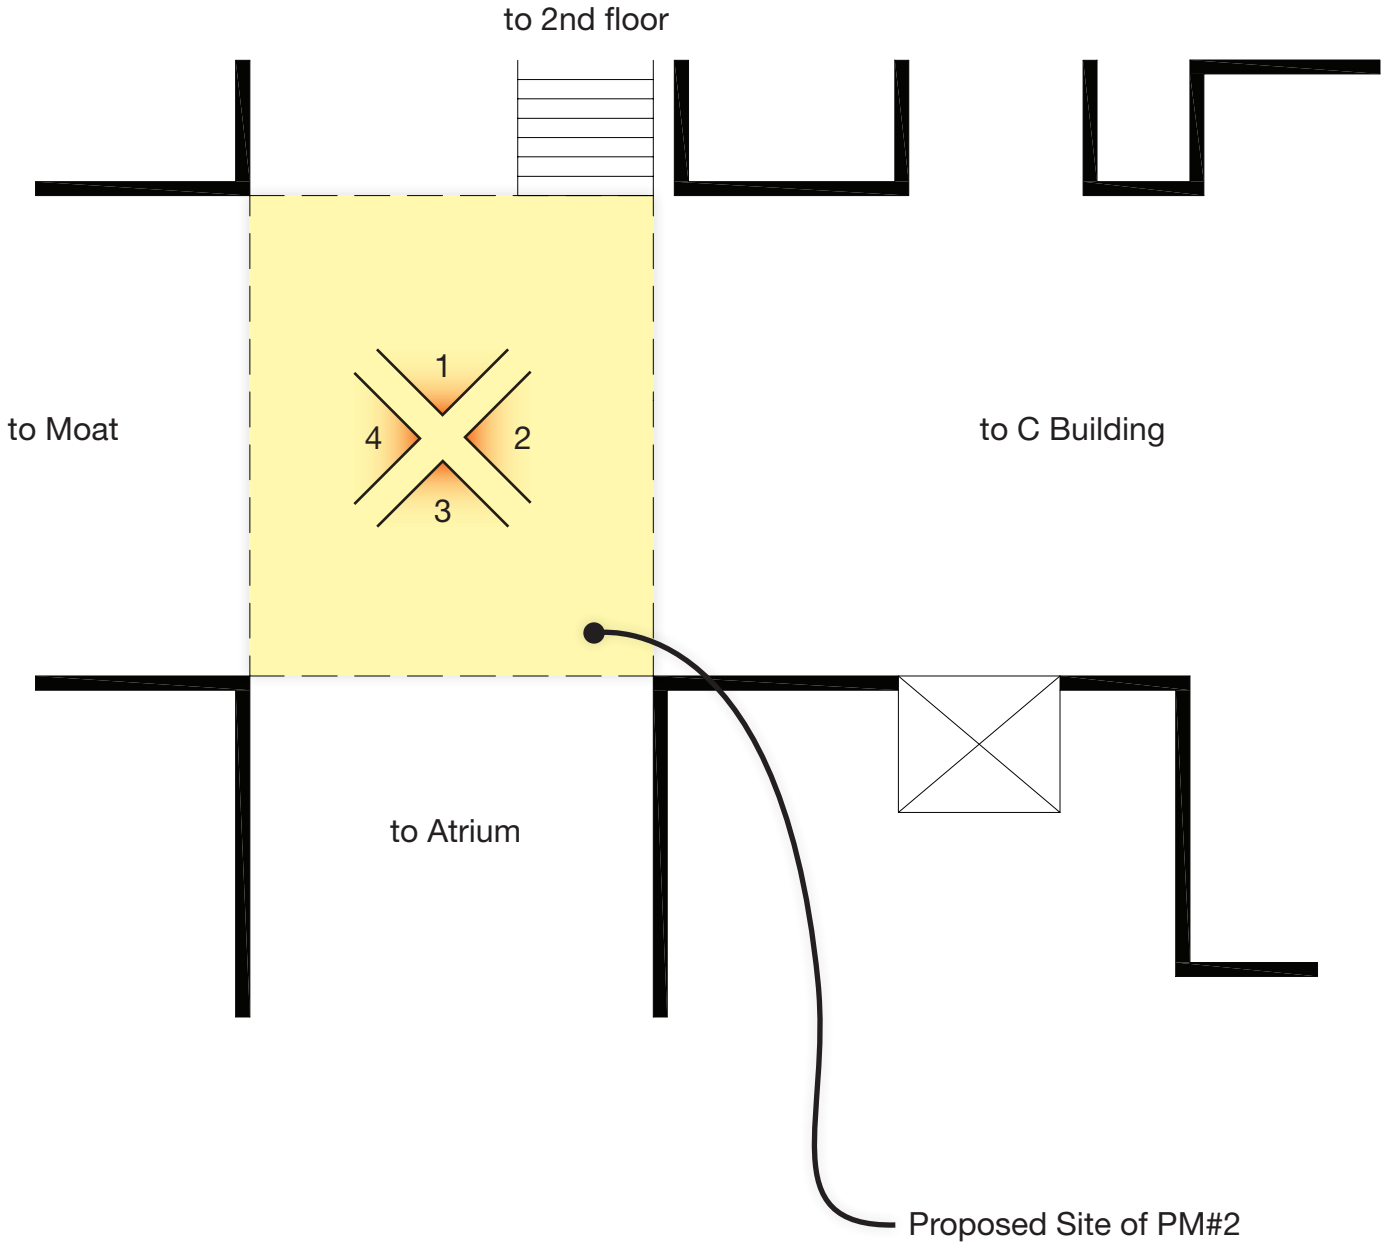 to 2nd floor
1
to Moat
4
2
to C Building
3
to Atrium
Proposed Site of PM#2